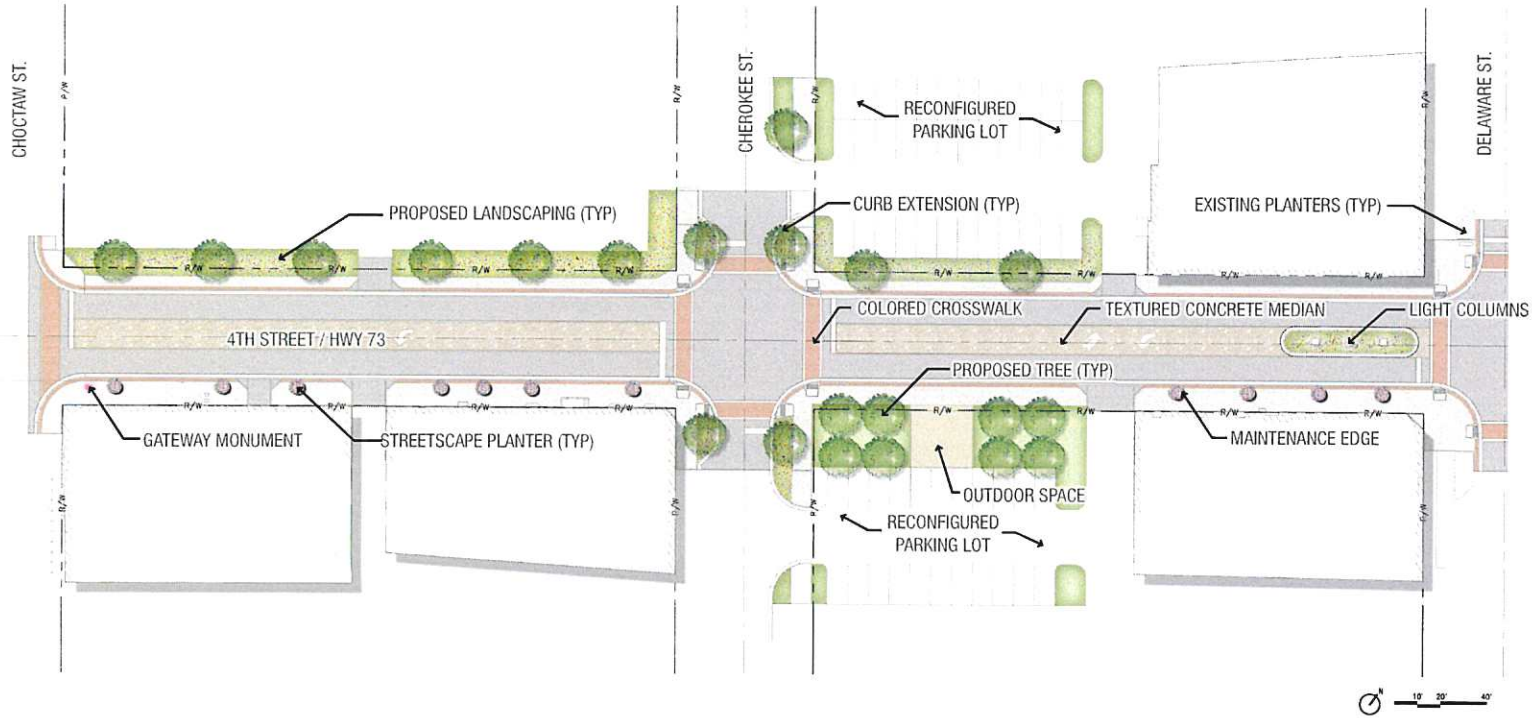 CHOCTAW ST.
CHEROKEE ST.
DELAWARE ST.
R/W
R/W
R/W
R/W
RECONFIGURED
PARKING LOT
PROPOSED LANDSCAPING (TYP)
CURB EXTENSION (TYP)
EXISTING PLANTERS (TYP)
R/W
R/W
R/W
R/W
R/W
R/W
R/W
R/W
COLORED CROSSWALK
TEXTURED CONCRETE MEDIAN
LIGHT COLUMNS
4TH STREET / HWY 73
PROPOSED TREE (TYP)
R/W
R/W
R/W
R/W
R/W
R/W
R/W
GATEWAY MONUMENT
STREETSCAPE PLANTER (TYP)
MAINTENANCE EDGE
OUTDOOR SPACE
R/W
R/W
R/W
R/W
RECONFIGURED
PARKING LOT
N
10' 20' 40'